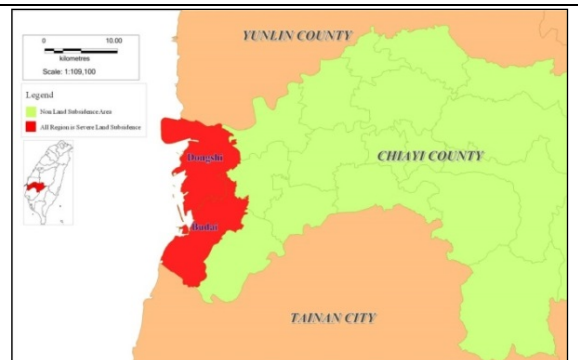 YUNLIN COUNTY
0 10.00
kilometres
Scale: 1:109,100
Legend
Non Land Subsidence Area
All Region is Severe Land Subsidence
Dongshi
CHIAYI COUNTY
Budai
TAINAN CITY